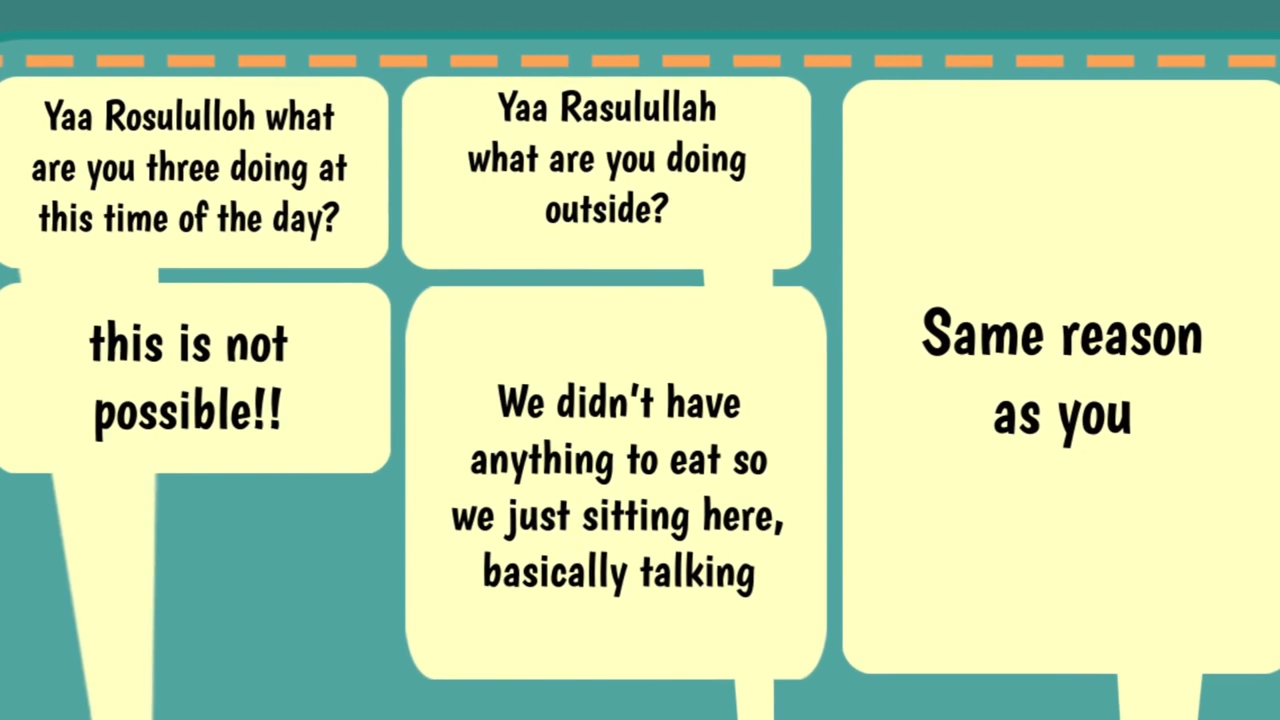 Yaa Rosululloh what
are you three doing at
this time of the day?
this is not
possible!!
Yaa Rasulullah
what are you doing
outside?
We didn't have
anything to eat so
we just sitting here,
basically talking
Same reason
as you